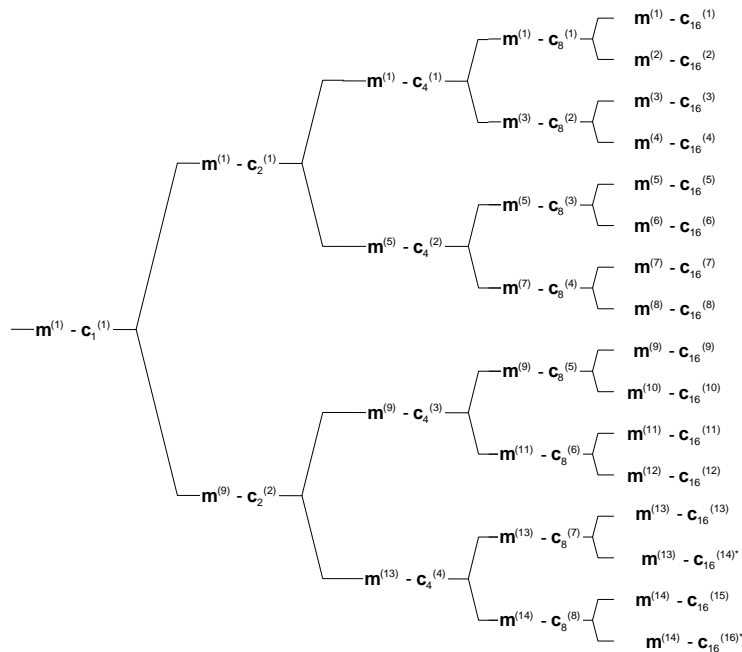 m(1) - c16(1)
m(1) - c8(1)
m(2) - c16(2)
m(1) - c4(1)
m(3) - c16(3)
m(3) - c8(2)
m(4) - c16(4)
m(1) - c2(1)
m(5) - c16(5)
m(5) - c8(3)
m(6) - c16(6)
m(5) - c4(2)
m(7) - c16(7)
m(7) - c8(4)
m(8) - c16(8)
m(1) - c1(1)
m(9) - c16(9)
m(9) - c8(5)
m(10) - c16(10)
m(9) - c4(3)
m(11) - c16(11)
m(11) - c8(6)
m(12) - c16(12)
m(9) - c2(2)
m(13) - c16(13)
m(13) - c8(7)
m(13) - c16(14)*
m(13) - c4(4)
m(14) - c16(15)
m(14) - c8(8)
m(14) - c16(16)*